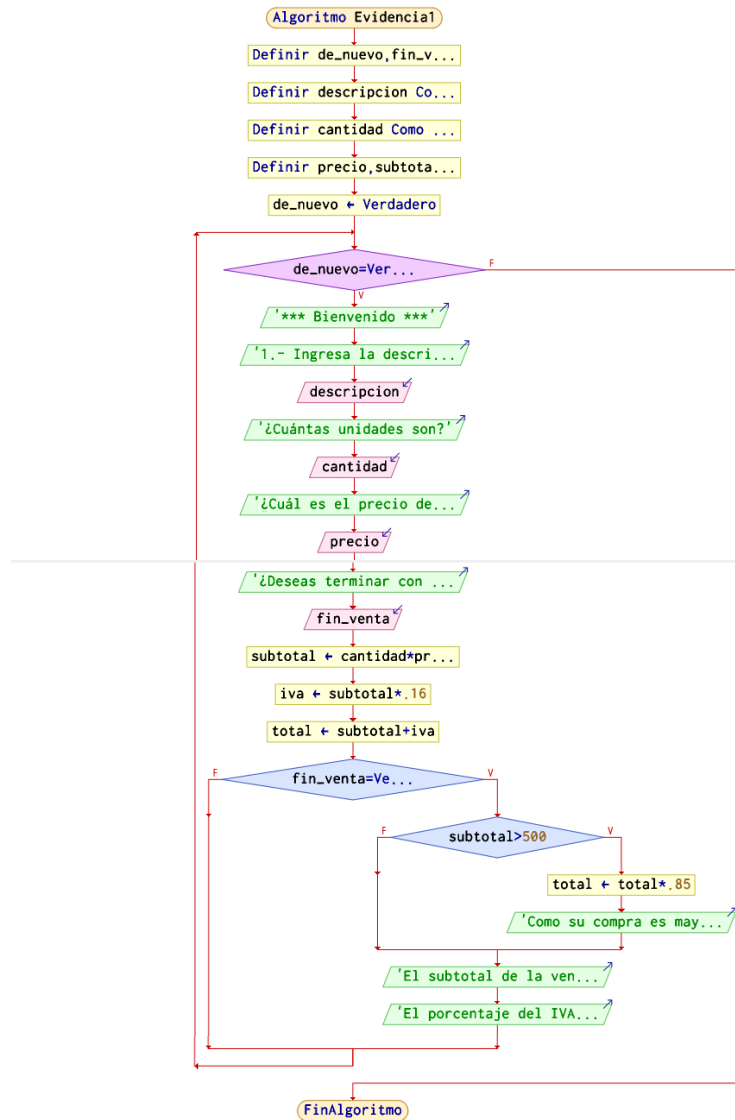 Algoritmo Evidencia1
Definir de_nuevo,fin_v...
Definir descripcion Co...
Definir cantidad Como ...
Definir precio,subtota...
de_nuevo ← Verdadero
de_nuevo=Ver...
F
V
'*** Bienvenido ***'
'1.- Ingresa la descri...
descripcion
'¿Cuántas unidades son?'
cantidad
'¿Cuál es el precio de...
precio
'¿Deseas terminar con ...
fin_venta
subtotal ← cantidad*pr...
iva ← subtotal*.16
total ← subtotal+iva
F
fin_venta=Ve...
V
F
subtotal>500
V
total ← total*.85
'Como su compra es may...
'El subtotal de la ven...
'El porcentaje del IVA...
FinAlgoritmo